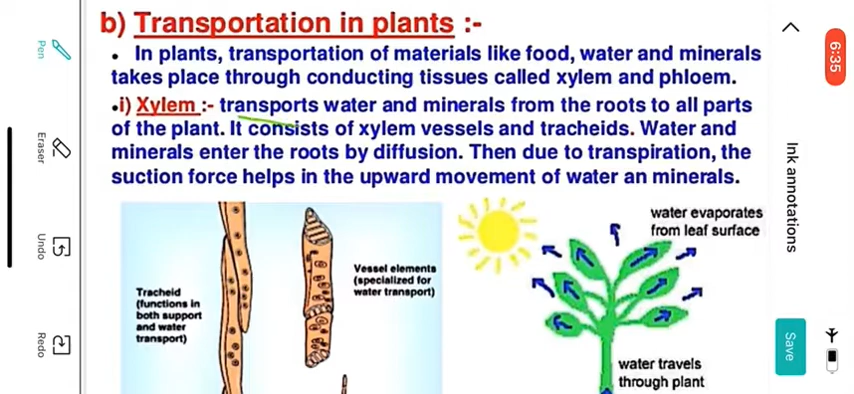 b) Transportation in plants :-
• In plants, transportation of materials like food, water and minerals
takes place through conducting tissues called xylem and phloem.
•i) Xylem :- transports water and minerals from the roots to all parts
of the plant. It consists of xylem vessels and tracheids. Water and
minerals enter the roots by diffusion. Then due to transpiration, the
suction force helps in the upward movement of water an minerals.
Tracheid
(functions in
both support
and water
transport)
Vessel elements
(specialized for
water transport)
water evaporates
from leaf surface
water travels
through plant
Pen
Eraser
Undo
Redo
6:35
Ink annotations
Save